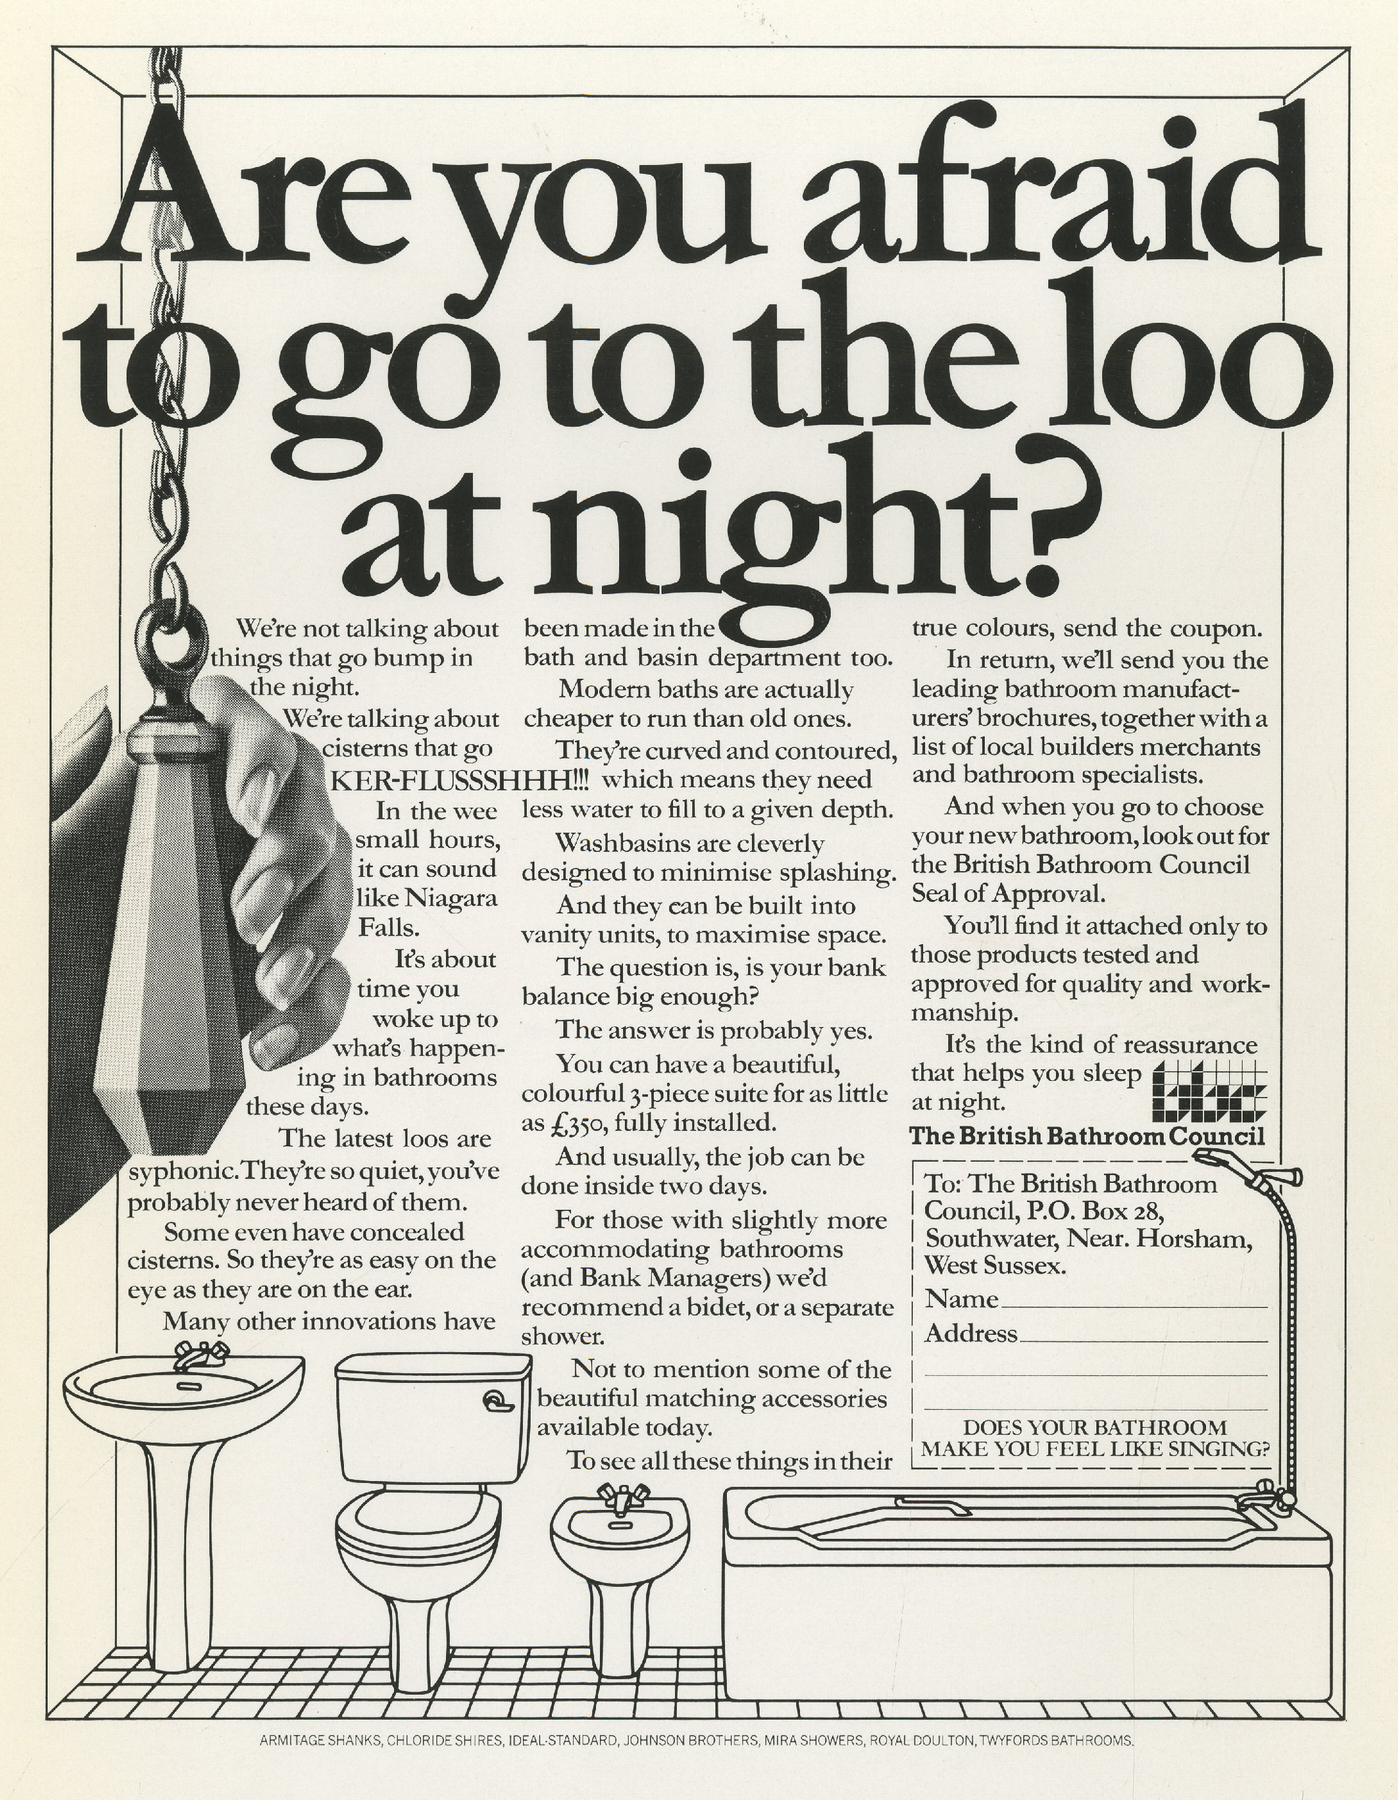 Are you afraid
to go to the loo
at night?
We're not talking about
things that go bump in
the night.
We're talking about
cisterns that go
KER-FLUSSSHHH!!!
In the wee
small hours,
it can sound
like Niagara
Falls.
It's about
time you
woke up to
what's happen-
ing in bathrooms
these days.
The latest loos are
syphonic. They're so quiet, you've
probably never heard of them.
Some even have concealed
cisterns. So they're as easy on the
eye as they are on the ear.
Many other innovations have
been made in the
bath and basin department too.
Modern baths are actually
cheaper to run than old ones.
They're curved and contoured,
which means they need
less water to fill to a given depth.
Washbasins are cleverly
designed to minimise splashing.
And they can be built into
vanity units, to maximise space.
The question is, is your bank
balance big enough?
The answer is probably yes.
You can have a beautiful,
colourful 3-piece suite for as little
as £350, fully installed.
And usually, the job can be
done inside two days.
For those with slightly more
accommodating bathrooms
(and Bank Managers) we'd
recommend a bidet, or a separate
shower.
Not to mention some of the
beautiful matching accessories
available today.
To see all these things in their
true colours, send the coupon.
In return, we'll send you the
leading bathroom manufact-
urers' brochures, together with a
list of local builders merchants
and bathroom specialists.
And when you go to choose
your new bathroom, look out for
the British Bathroom Council
Seal of Approval.
You'll find it attached only to
those products tested and
approved for quality and work-
manship.
It's the kind of reassurance
that helps you sleep
at night.
bbc
The British Bathroom Council
To: The British Bathroom
Council, P.O. Box 28,
Southwater, Near. Horsham,
West Sussex.
Name
Address
DOES YOUR BATHROOM
MAKE YOU FEEL LIKE SINGING?
ARMITAGE SHANKS, CHLORIDE SHIRES, IDEAL-STANDARD, JOHNSON BROTHERS, MIRA SHOWERS, ROYAL DOULTON, TWYFORDS BATHROOMS.